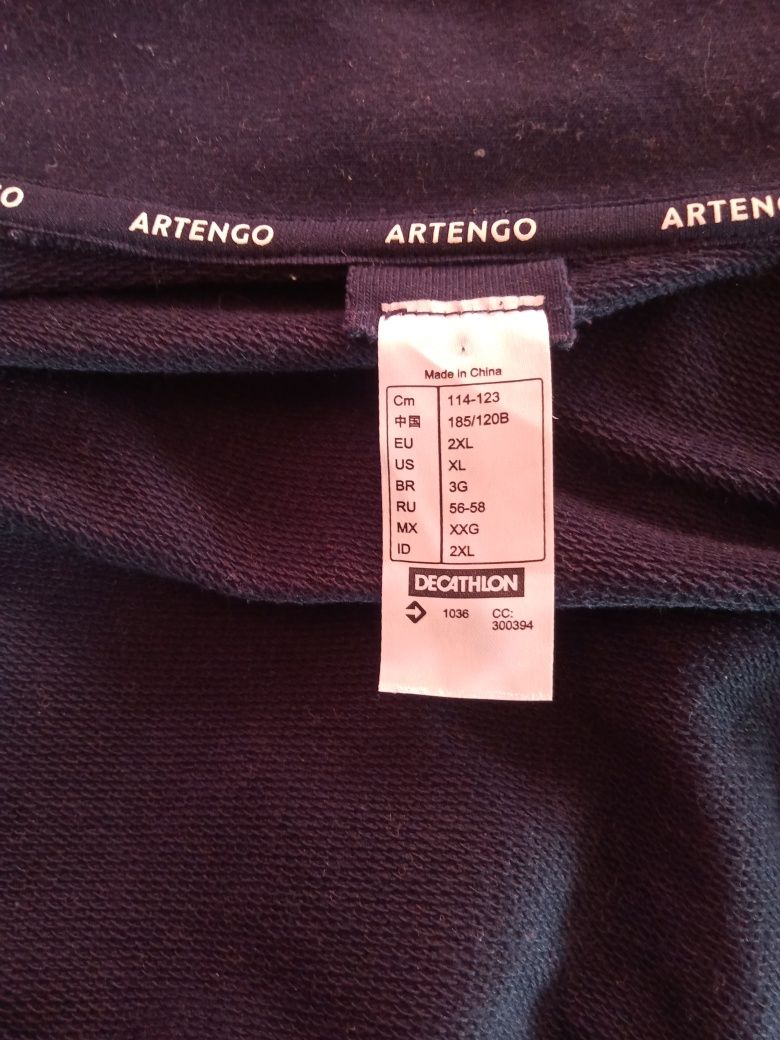 O
ARTENGO
ARTENGO
ARTEN
Made in China
Cm 114-123
中国 185/120B
EU 2XL
US XL
BR 3G
RU 56-58
MX XXG
ID 2XL
DECATHLON
1036 CC:
300394